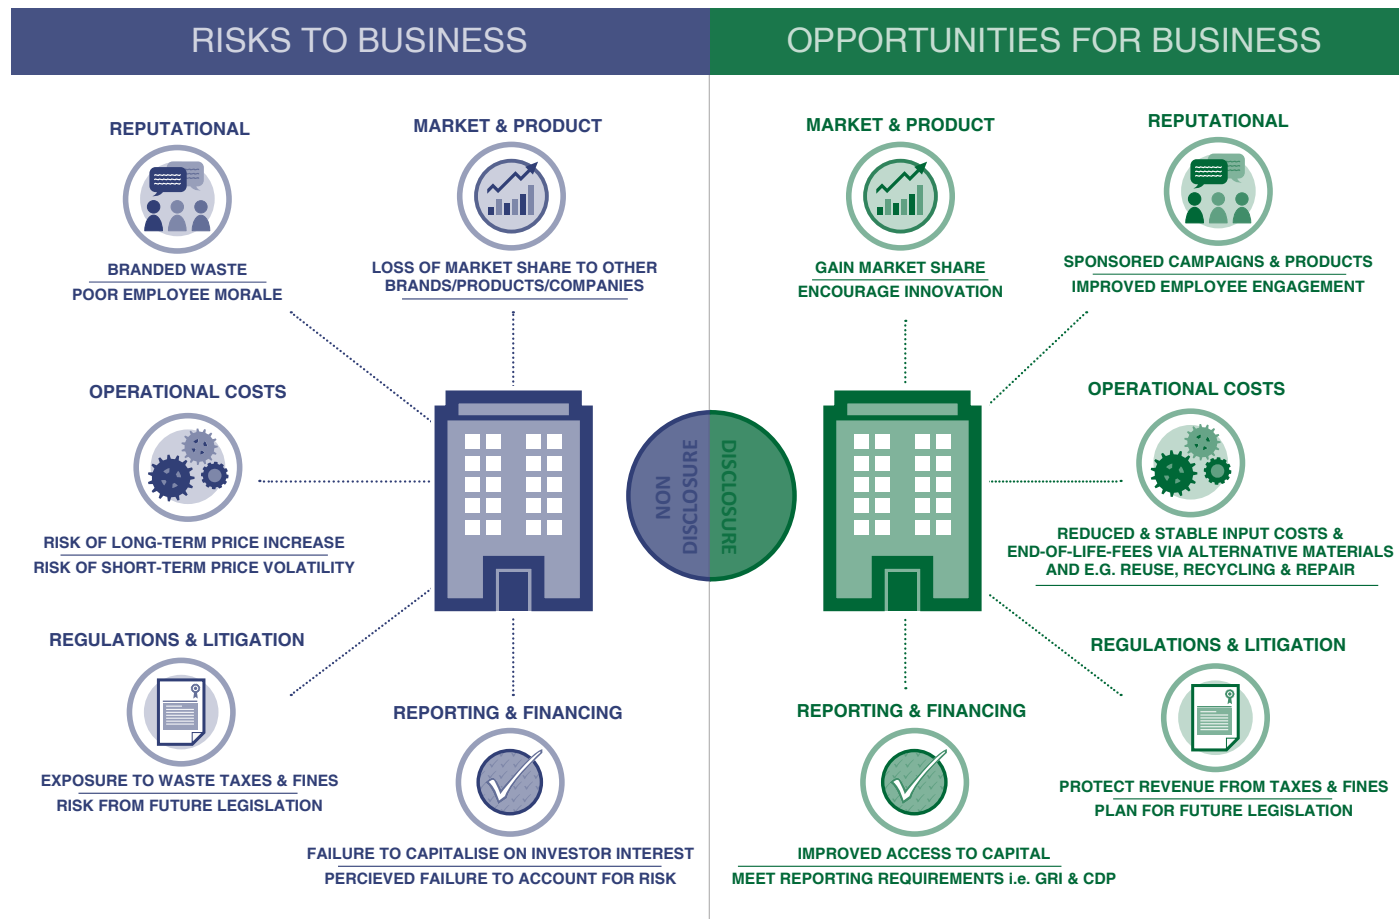 RISKS TO BUSINESS
REPUTATIONAL
BRANDED WASTE
POOR EMPLOYEE MORALE
MARKET & PRODUCT
LOSS OF MARKET SHARE TO OTHER
BRANDS/PRODUCTS/COMPANIES
OPERATIONAL COSTS
RISK OF LONG-TERM PRICE INCREASE
RISK OF SHORT-TERM PRICE VOLATILITY
REGULATIONS & LITIGATION
EXPOSURE TO WASTE TAXES & FINES
RISK FROM FUTURE LEGISLATION
REPORTING & FINANCING
FAILURE TO CAPITALISE ON INVESTOR INTEREST
PERCIEVED FAILURE TO ACCOUNT FOR RISK
NON
DISCLOSURE
DISCLOSURE
OPPORTUNITIES FOR BUSINESS
MARKET & PRODUCT
GAIN MARKET SHARE
ENCOURAGE INNOVATION
REPUTATIONAL
SPONSORED CAMPAIGNS & PRODUCTS
IMPROVED EMPLOYEE ENGAGEMENT
OPERATIONAL COSTS
REDUCED & STABLE INPUT COSTS &
END-OF-LIFE-FEES VIA ALTERNATIVE MATERIALS
AND E.G. REUSE, RECYCLING & REPAIR
REGULATIONS & LITIGATION
PROTECT REVENUE FROM TAXES & FINES
PLAN FOR FUTURE LEGISLATION
REPORTING & FINANCING
IMPROVED ACCESS TO CAPITAL
MEET REPORTING REQUIREMENTS i.e. GRI & CDP